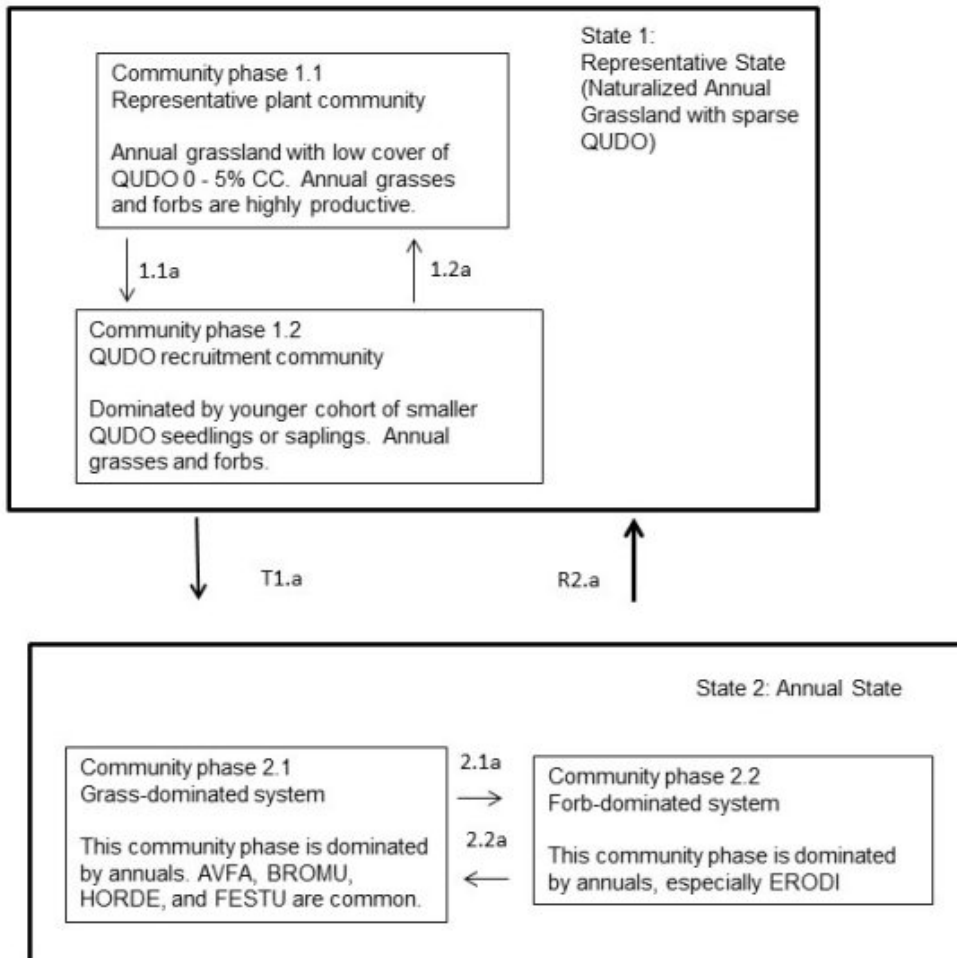 State 1:
Representative State
(Naturalized Annual
Grassland with sparse
QUDO)
Community phase 1.1
Representative plant community
Annual grassland with low cover of
QUDO 0 - 5% CC. Annual grasses
and forbs are highly productive.
1.1a
1.2a
Community phase 1.2
QUDO recruitment community
Dominated by younger cohort of smaller
QUDO seedlings or saplings. Annual
grasses and forbs.
T1.a
R2.a
State 2: Annual State
Community phase 2.1
Grass-dominated system
This community phase is dominated
by annuals. AVFA, BROMU,
HORDE, and FESTU are common.
2.1a
2.2a
Community phase 2.2
Forb-dominated system
This community phase is dominated
by annuals, especially ERODI